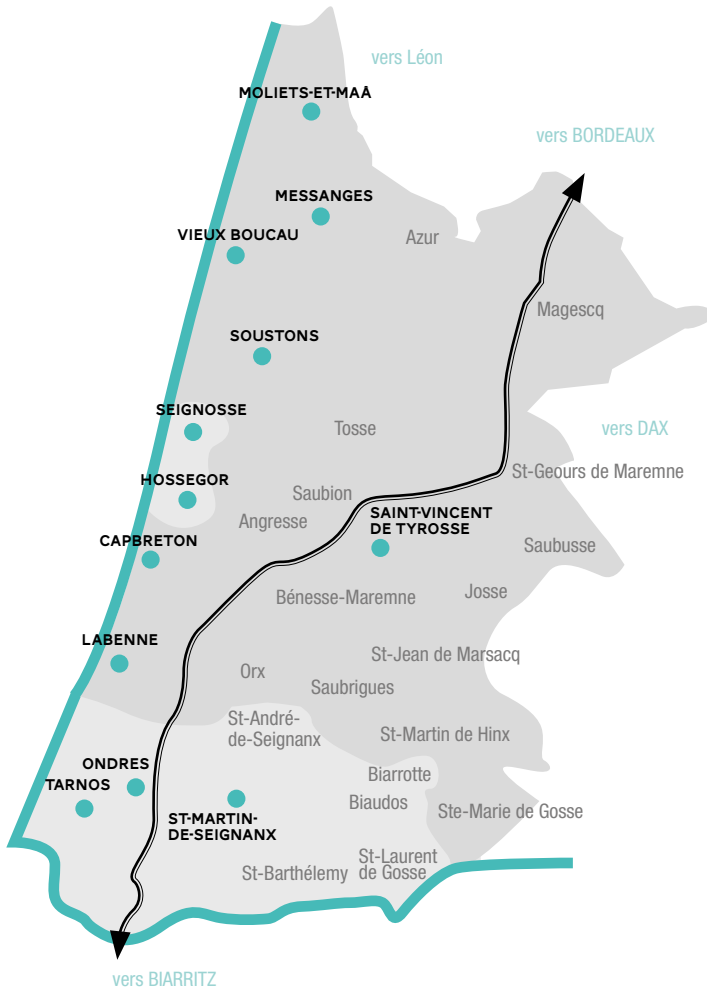 vers Léon
MOLIETS-ET-MAÂ
vers BORDEAUX
MESSANGES
VIEUX BOUCAU
Azur
Magescq
SOUSTONS
SEIGNOSSE
Tosse
vers DAX
HOSSEGOR
St-Geours de Maremne
Saubion
Angresse
SAINT-VINCENT
DE TYROSSE
CAPBRETON
Saubusse
Bénesse-Maremne
Josse
LABENNE
St-Jean de Marsacq
Orx
Saubrigues
St-André-
de-Seignanx
St-Martin de Hinx
ONDRES
TARNOS
Biarrotte
Biaudos
ST-MARTIN-
DE-SEIGNANX
Ste-Marie de Gosse
St-Barthélemy
St-Laurent
de Gosse
vers BIARRITZ